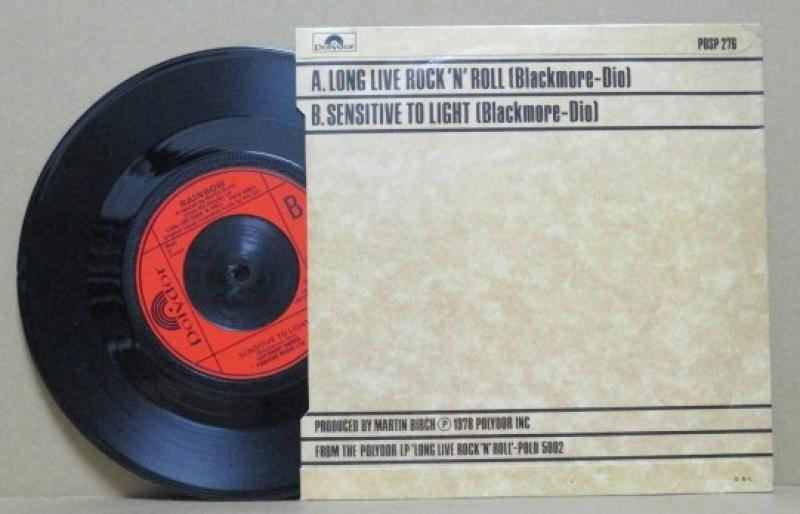 Polydor
POSP 276
A. LONG LIVE ROCK 'N' ROLL (Blackmore-Dio)
B. SENSITIVE TO LIGHT (Blackmore-Dio)
PRODUCED BY MARTIN BIRCH Ⓟ 1978 POLYDOR INC
FROM THE POLYDOR LP 'LONG LIVE ROCK 'N' ROLL'-POLD 5002
RAINBOW
B
Polydor
SENSITIVE TO LIGHT